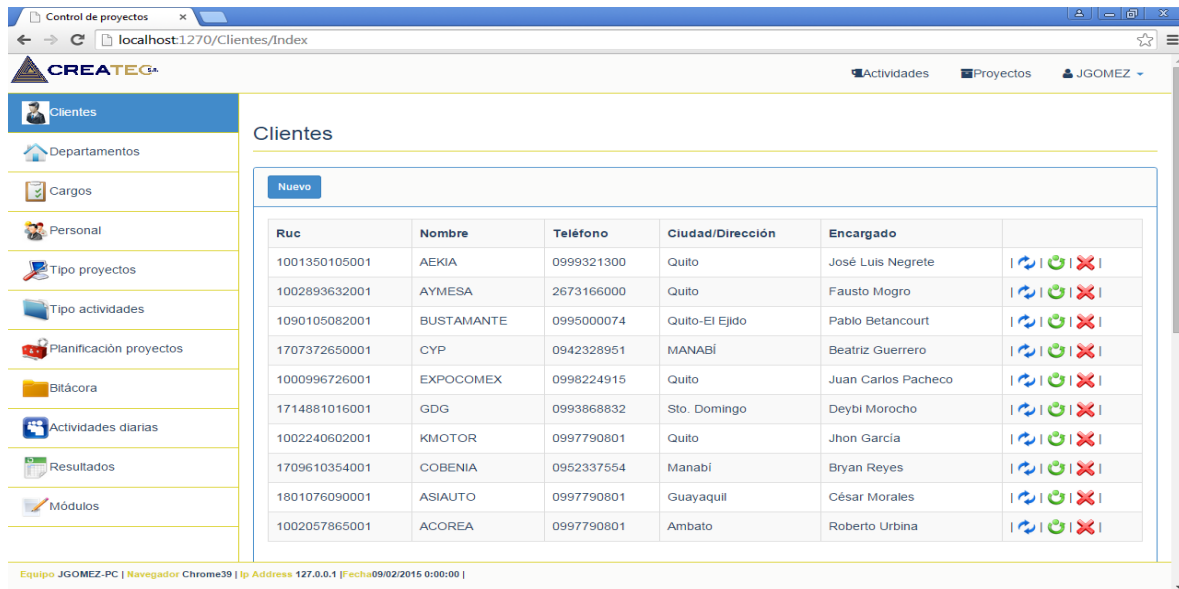 Control de proyectos
localhost:1270/Clientes/Index
CREATEC S.A.
Actividades Proyectos JGOMEZ
Clientes
Departamentos
Cargos
Personal
Tipo proyectos
Tipo actividades
Planificación proyectos
Bitácora
Actividades diarias
Resultados
Módulos
Clientes
Nuevo
Ruc Nombre Teléfono Ciudad/Dirección Encargado
1001350105001 AEKIA 0999321300 Quito José Luis Negrete
1002893632001 AYMESA 2673166000 Quito Fausto Mogro
1090105082001 BUSTAMANTE 0995000074 Quito-El Ejido Pablo Betancourt
1707372650001 CYP 0942328951 MANABÍ Beatriz Guerrero
1000996726001 EXPOCOMEX 0998224915 Quito Juan Carlos Pacheco
1714881016001 GDG 0993868832 Sto. Domingo Deybi Morocho
1002240602001 KMOTOR 0997790801 Quito Jhon García
1709610354001 COBENIA 0952337554 Manabí Bryan Reyes
1801076090001 ASIAUTO 0997790801 Guayaquil César Morales
1002057865001 ACOREA 0997790801 Ambato Roberto Urbina
Equipo JGOMEZ-PC | Navegador Chrome39 | Ip Address 127.0.0.1 |Fecha09/02/2015 0:00:00 |